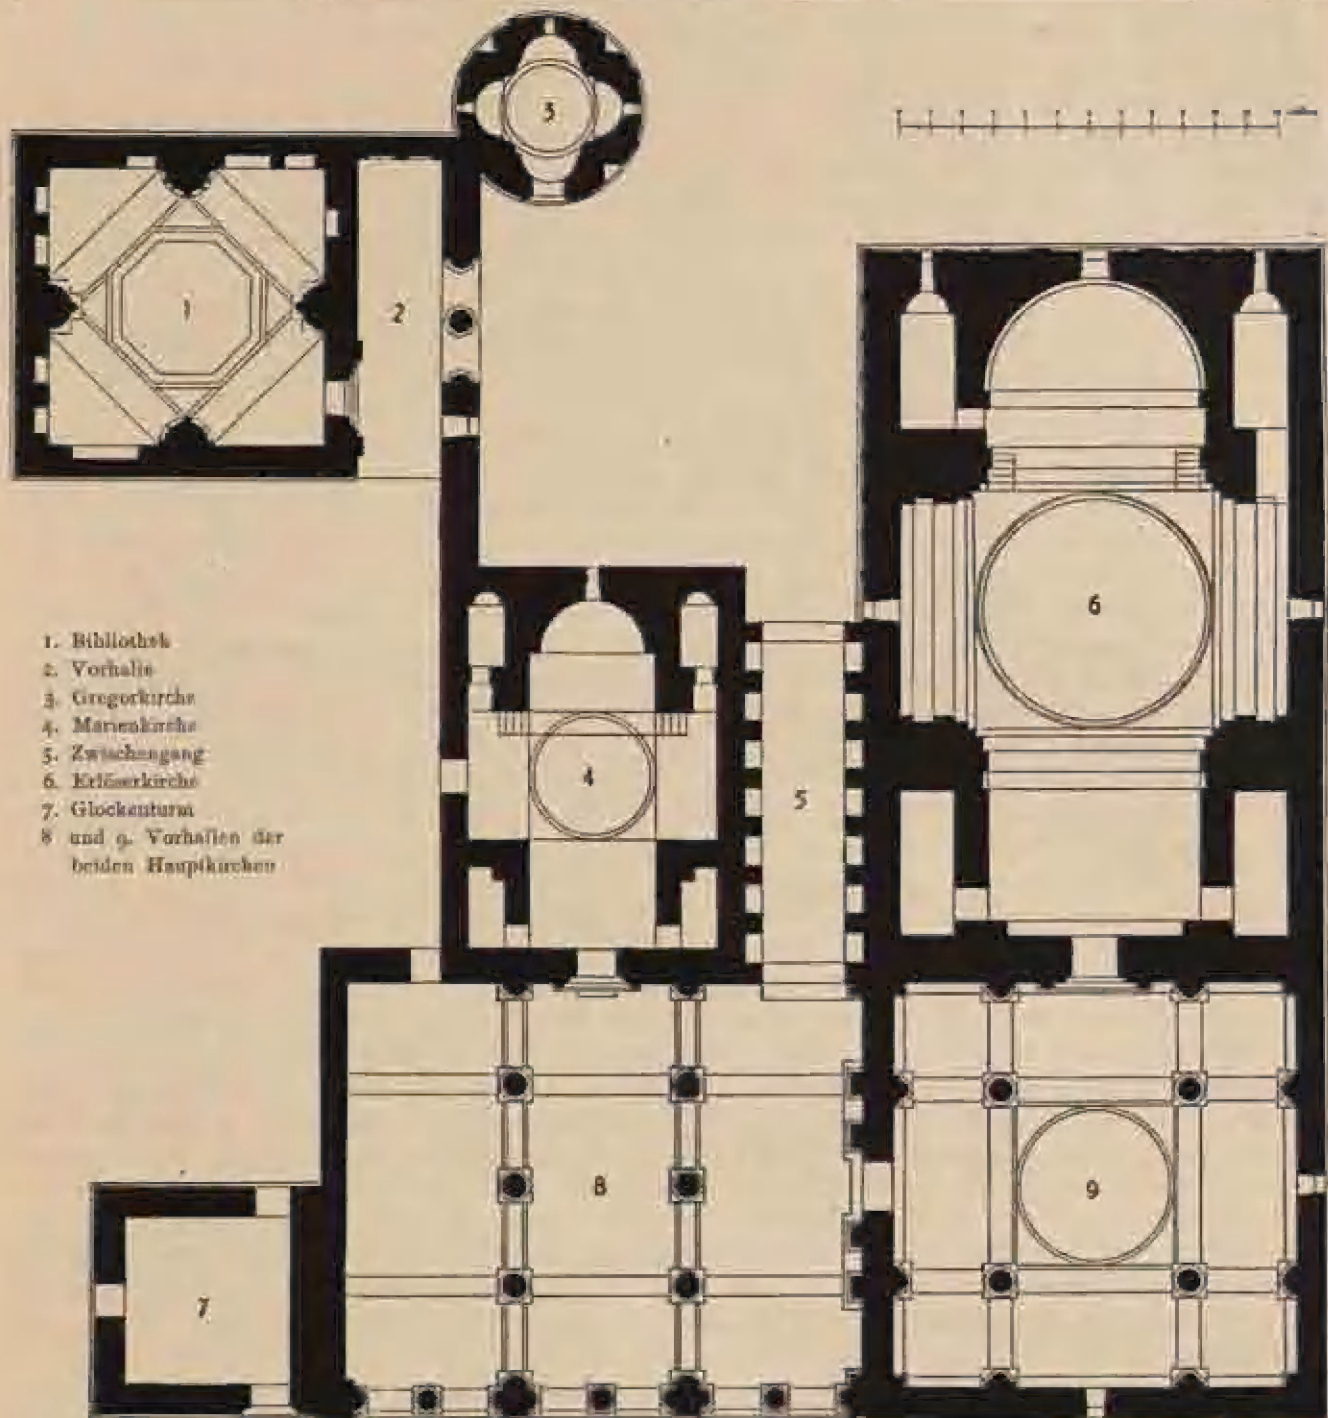 3
1
2
6
1. Bibliothek
2. Vorhalle
3. Gregorkirche
4. Marienkirche
5. Zwischengang
6. Erlöserkirche
7. Glockenturm
8 und 9. Vorhallen der
beiden Hauptkirchen
4
5
8
9
7